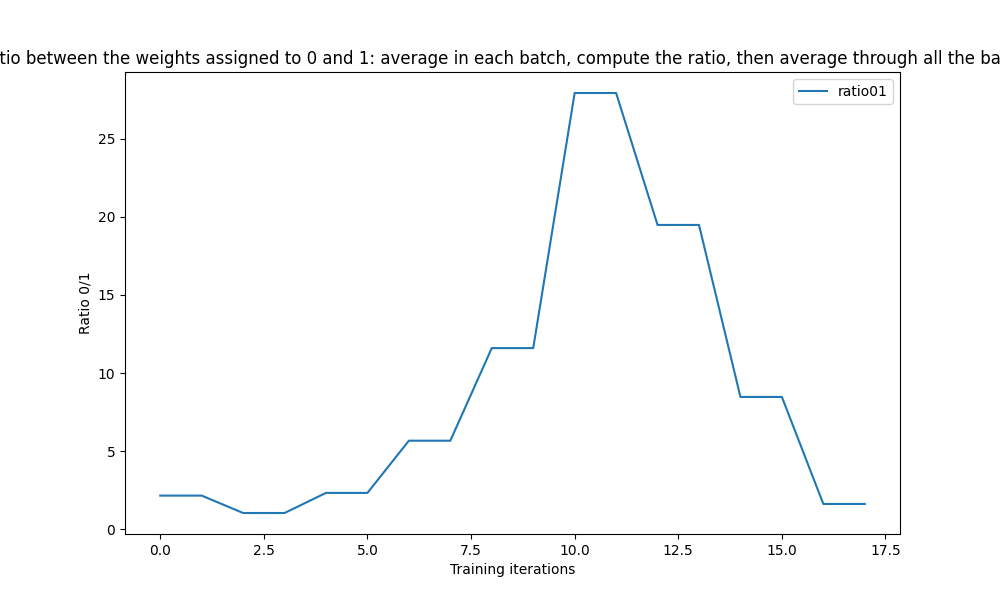 tio between the weights assigned to 0 and 1: average in each batch, compute the ratio, then average through all the ba
ratio01
25
20
15
10
5
0
Ratio 0/1
0.0 2.5 5.0 7.5 10.0 12.5 15.0 17.5
Training iterations